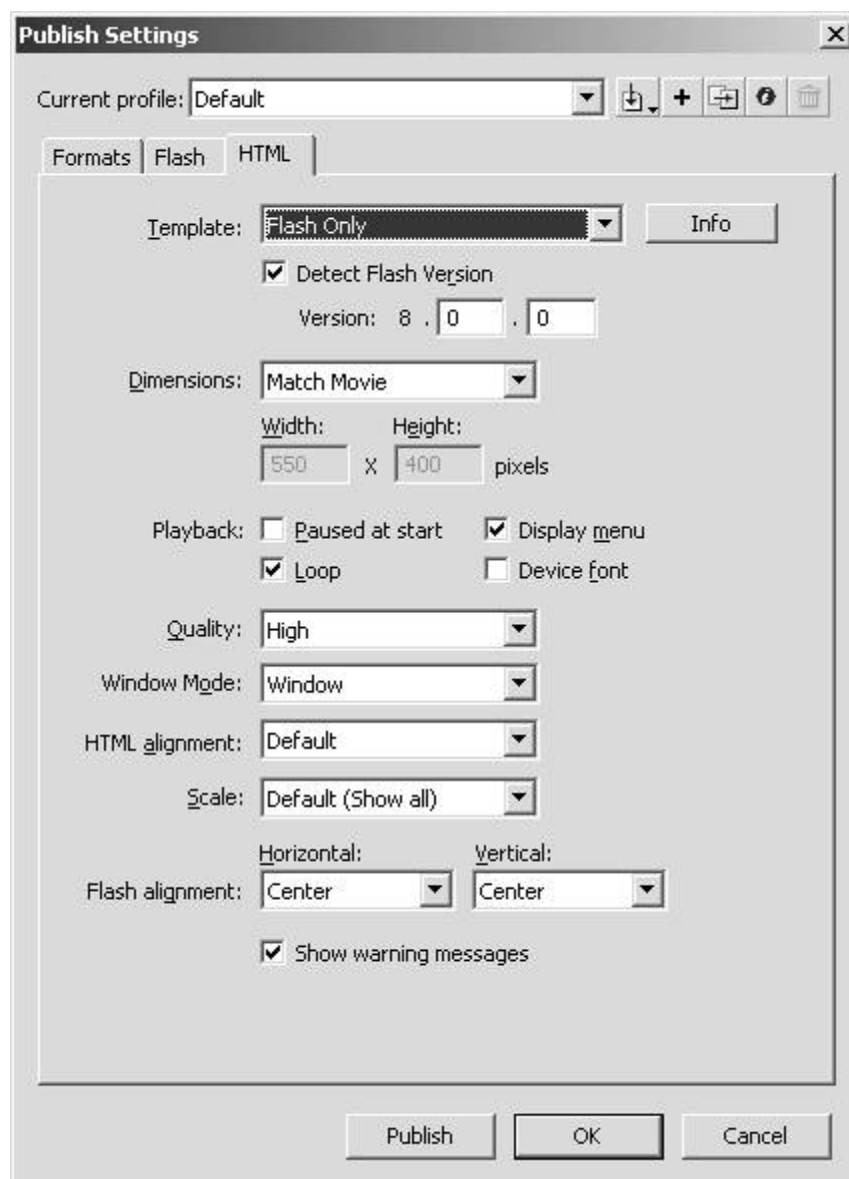 Publish Settings
Current profile: Default
Formats Flash HTML
Template: Flash Only Info
Detect Flash Version
Version: 8 . 0 . 0
Dimensions: Match Movie
Width: Height:
550 X 400 pixels
Playback: Paused at start Display menu
Loop Device font
Quality: High
Window Mode: Window
HTML alignment: Default
Scale: Default (Show all)
Horizontal: Vertical:
Flash alignment: Center Center
Show warning messages
Publish OK Cancel